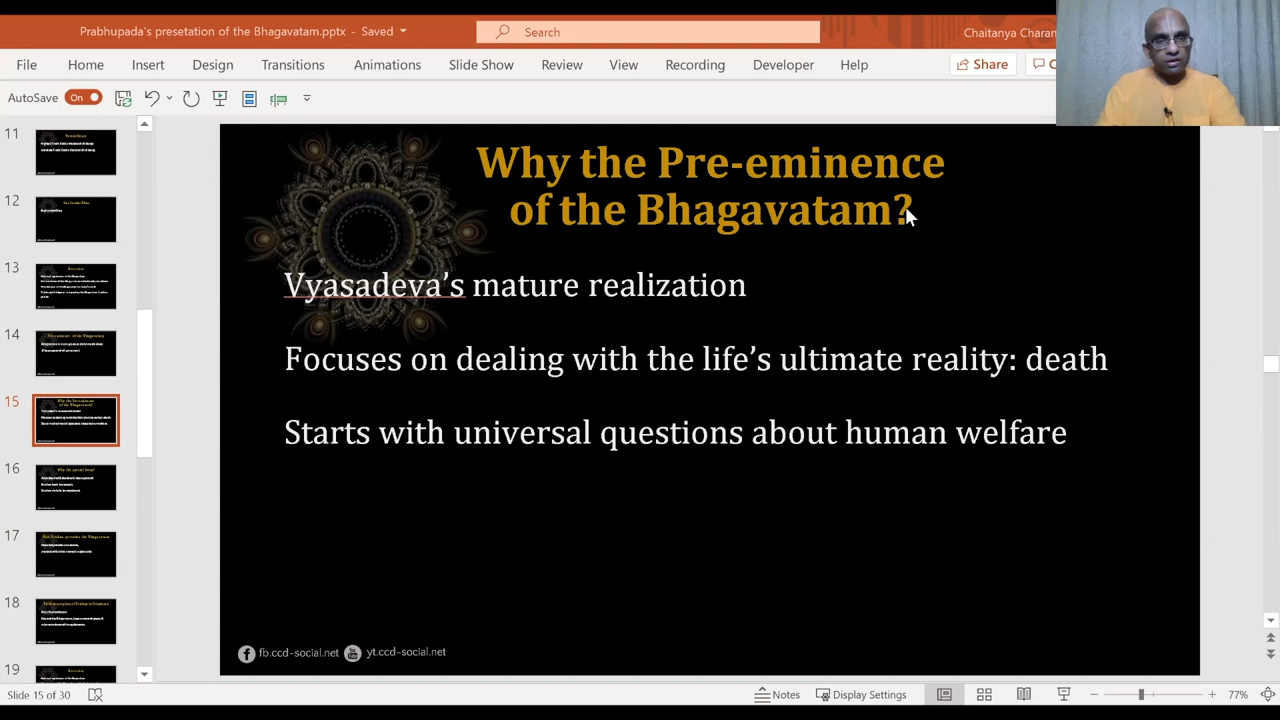 Prabhupada's presetation of the Bhagavatam.pptx - Saved
Search
Chaitanya Charan
File Home Insert Design Transitions Animations Slide Show Review View Recording Developer Help Share
AutoSave On
11
12
13
14
15
16
17
18
19
Why the Pre-eminence
of the Bhagavatam?
Vyasadeva’s nature realization
Focuses on dealing with the life’s ultimate reality: death
Starts with universal questions about human welfare
fb.ccd-social.net yt.ccd-social.net
Slide 15 of 30 Notes Display Settings 77%